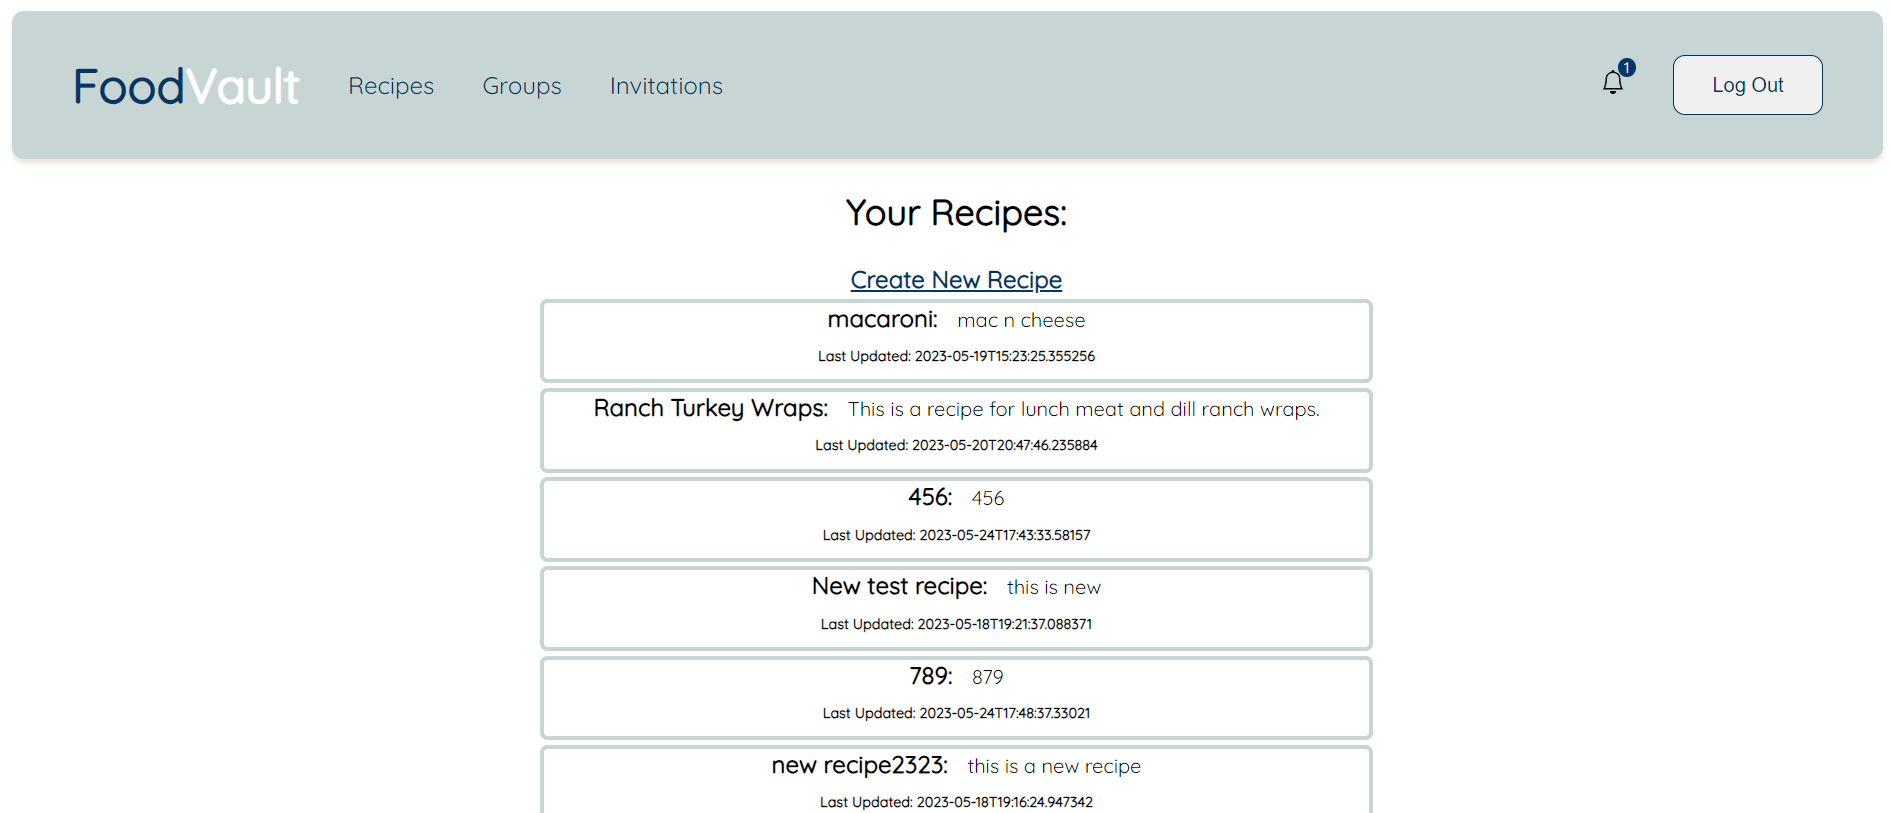 FoodVault Recipes Groups Invitations 1 Log Out
Your Recipes:
Create New Recipe
macaroni: mac n cheese
Last Updated: 2023-05-19T15:23:25.355256
Ranch Turkey Wraps: This is a recipe for lunch meat and dill ranch wraps.
Last Updated: 2023-05-20T20:47:46.235884
456: 456
Last Updated: 2023-05-24T17:43:33.58157
New test recipe: this is new
Last Updated: 2023-05-18T19:21:37.088371
789: 879
Last Updated: 2023-05-24T17:48:37.33021
new recipe2323: this is a new recipe
Last Updated: 2023-05-18T19:16:24.947342